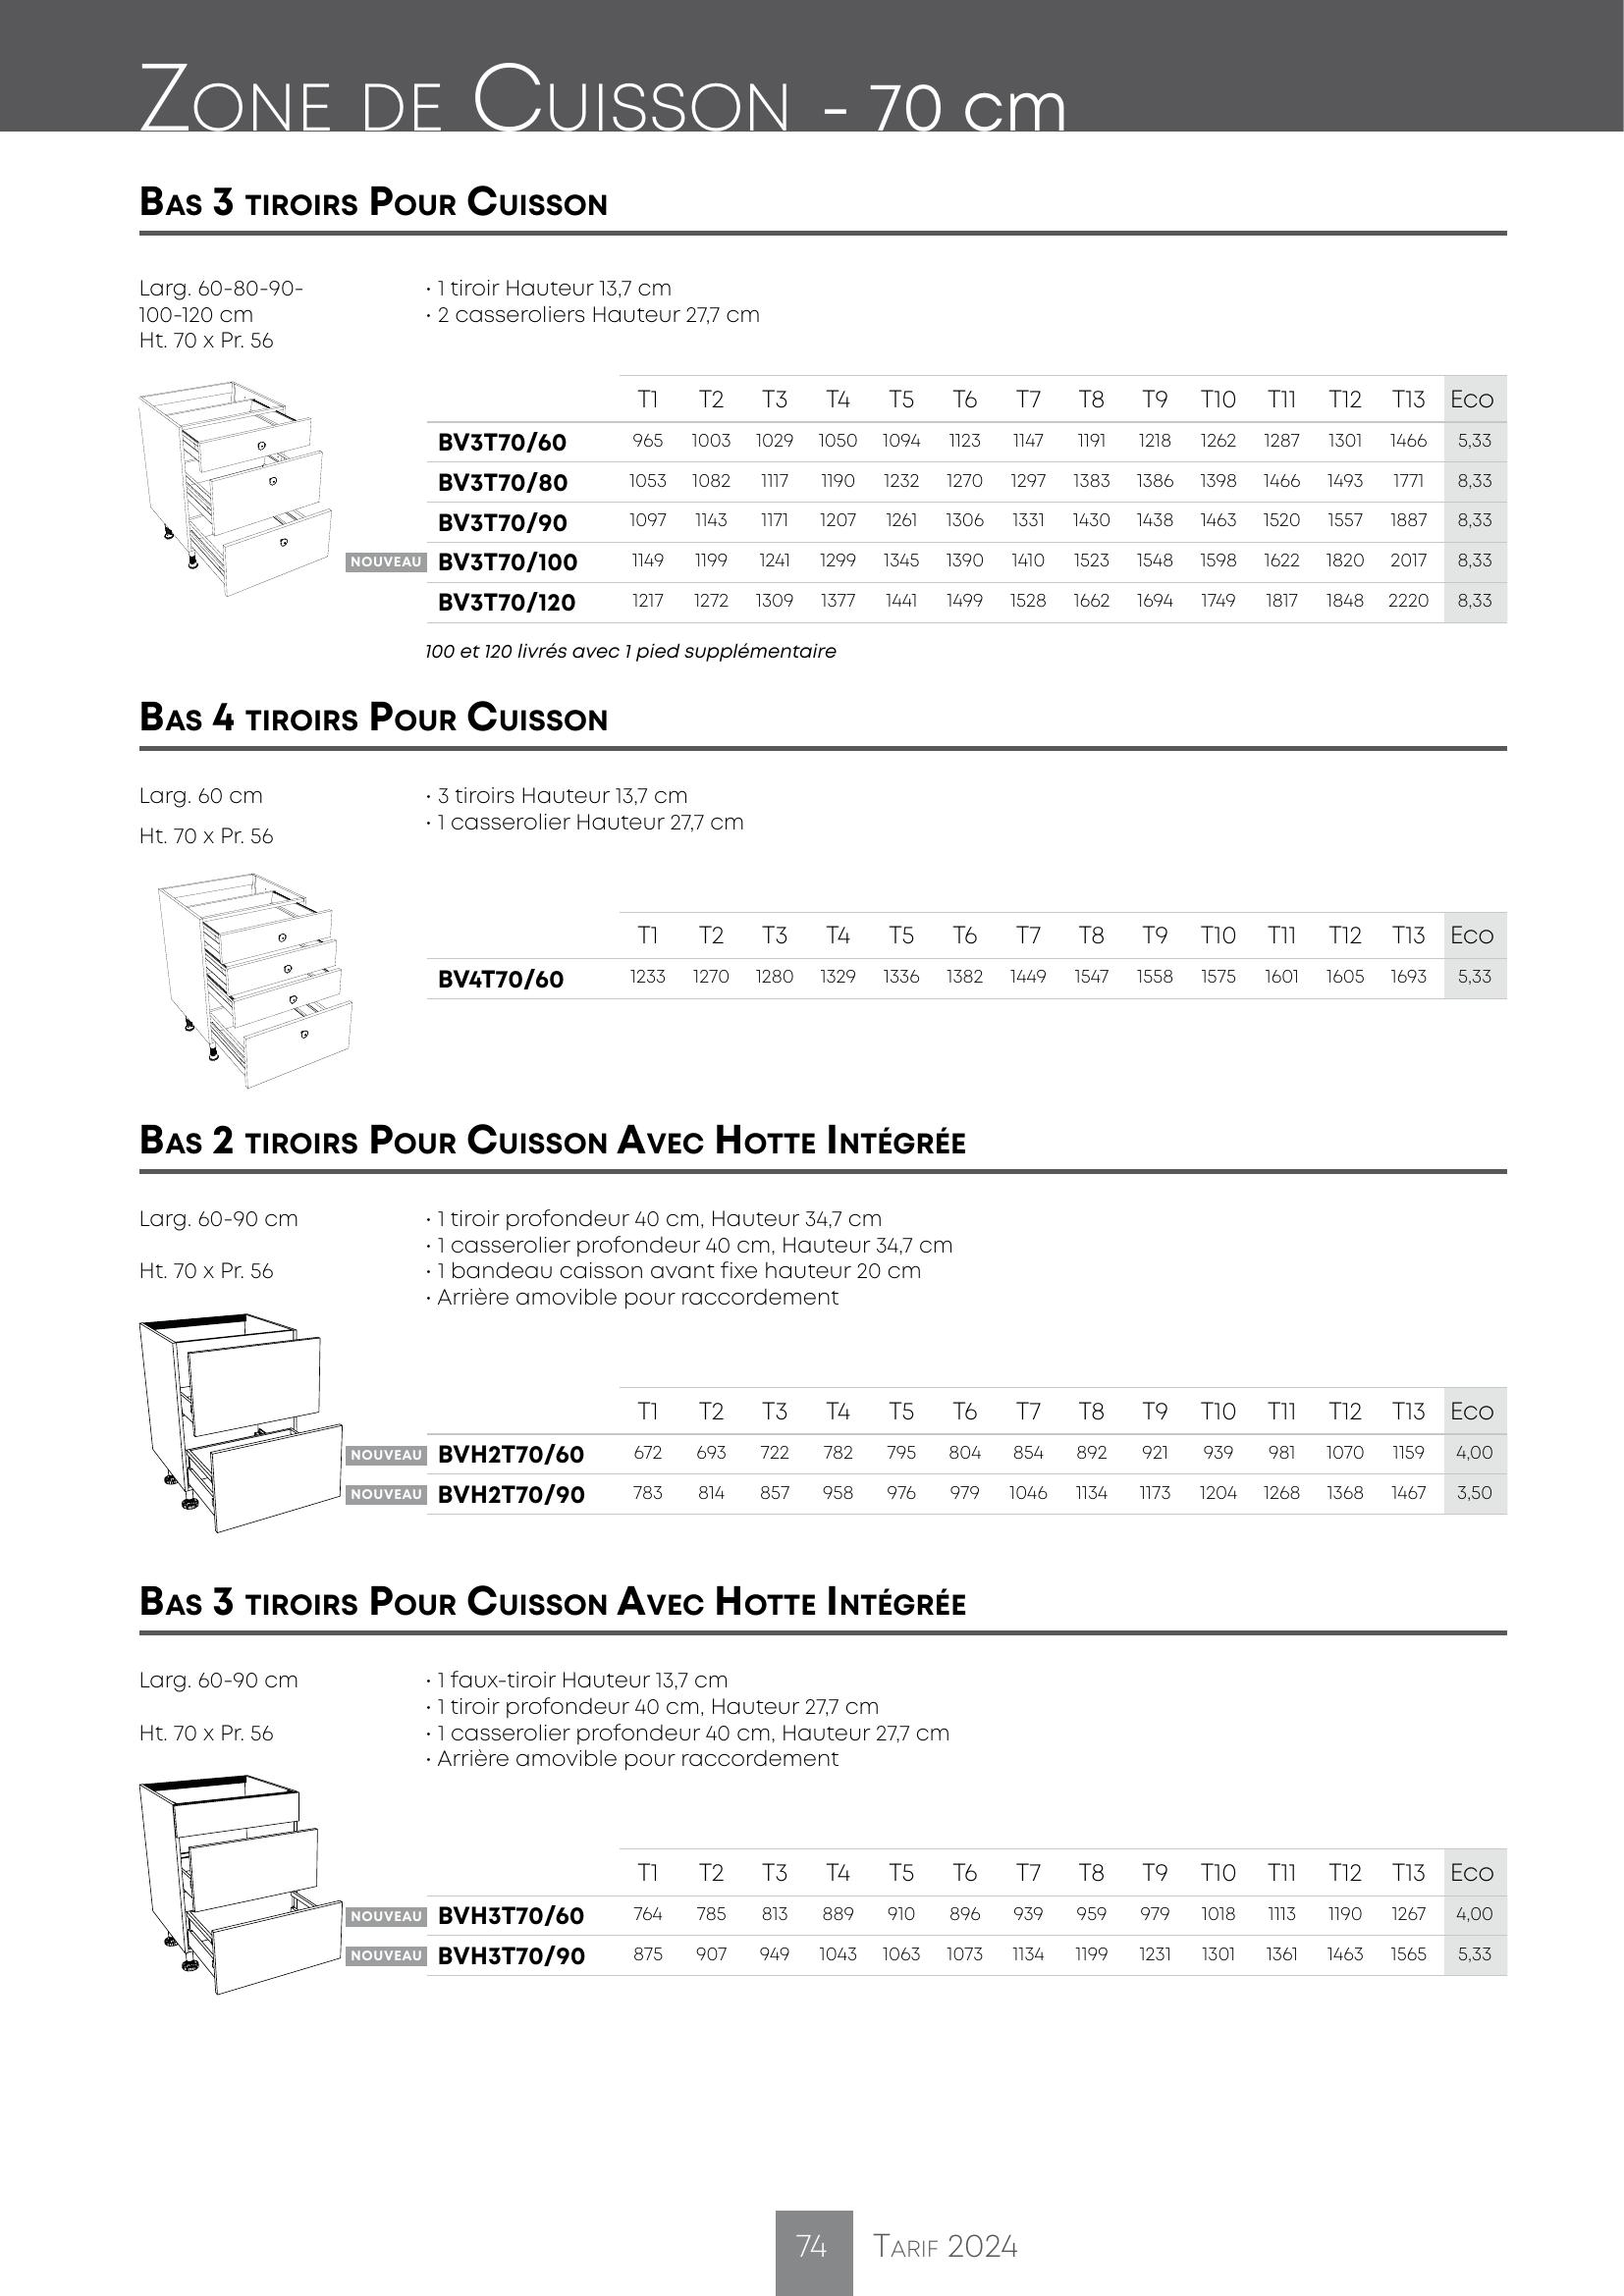 Zone de Cuisson - 70 cm
Bas 3 tiroirs Pour Cuisson
Larg. 60-80-90-
100-120 cm
Ht. 70 x Pr. 56
· 1 tiroir Hauteur 13,7 cm
· 2 casseroliers Hauteur 27,7 cm
T1 T2 T3 T4 T5 T6 T7 T8 T9 T10 T11 T12 T13 Eco
BV3T70/60 965 1003 1029 1050 1094 1123 1147 1191 1218 1262 1287 1301 1466 5,33
BV3T70/80 1053 1082 1117 1190 1232 1270 1297 1383 1386 1398 1466 1493 1771 8,33
BV3T70/90 1097 1143 1171 1207 1261 1306 1331 1430 1438 1463 1520 1557 1887 8,33
NOUVEAU BV3T70/100 1149 1199 1241 1299 1345 1390 1410 1523 1548 1598 1622 1820 2017 8,33
BV3T70/120 1217 1272 1309 1377 1441 1499 1528 1662 1694 1749 1817 1848 2220 8,33
100 et 120 livrés avec 1 pied supplémentaire
Bas 4 tiroirs Pour Cuisson
Larg. 60 cm
Ht. 70 x Pr. 56
· 3 tiroirs Hauteur 13,7 cm
· 1 casserolier Hauteur 27,7 cm
T1 T2 T3 T4 T5 T6 T7 T8 T9 T10 T11 T12 T13 Eco
BV4T70/60 1233 1270 1280 1329 1336 1382 1449 1547 1558 1575 1601 1605 1693 5,33
Bas 2 tiroirs Pour Cuisson Avec Hotte Intégrée
Larg. 60-90 cm
Ht. 70 x Pr. 56
· 1 tiroir profondeur 40 cm, Hauteur 34,7 cm
· 1 casserolier profondeur 40 cm, Hauteur 34,7 cm
· 1 bandeau caisson avant fixe hauteur 20 cm
· Arrière amovible pour raccordement
T1 T2 T3 T4 T5 T6 T7 T8 T9 T10 T11 T12 T13 Eco
NOUVEAU BVH2T70/60 672 693 722 782 795 804 854 892 921 939 981 1070 1159 4,00
NOUVEAU BVH2T70/90 783 814 857 958 976 979 1046 1134 1173 1204 1268 1368 1467 3,50
Bas 3 tiroirs Pour Cuisson Avec Hotte Intégrée
Larg. 60-90 cm
Ht. 70 x Pr. 56
· 1 faux-tiroir Hauteur 13,7 cm
· 1 tiroir profondeur 40 cm, Hauteur 27,7 cm
· 1 casserolier profondeur 40 cm, Hauteur 27,7 cm
· Arrière amovible pour raccordement
T1 T2 T3 T4 T5 T6 T7 T8 T9 T10 T11 T12 T13 Eco
NOUVEAU BVH3T70/60 764 785 813 889 910 896 939 959 979 1018 1113 1190 1267 4,00
NOUVEAU BVH3T70/90 875 907 949 1043 1063 1073 1134 1199 1231 1301 1361 1463 1565 5,33
74 Tarif 2024